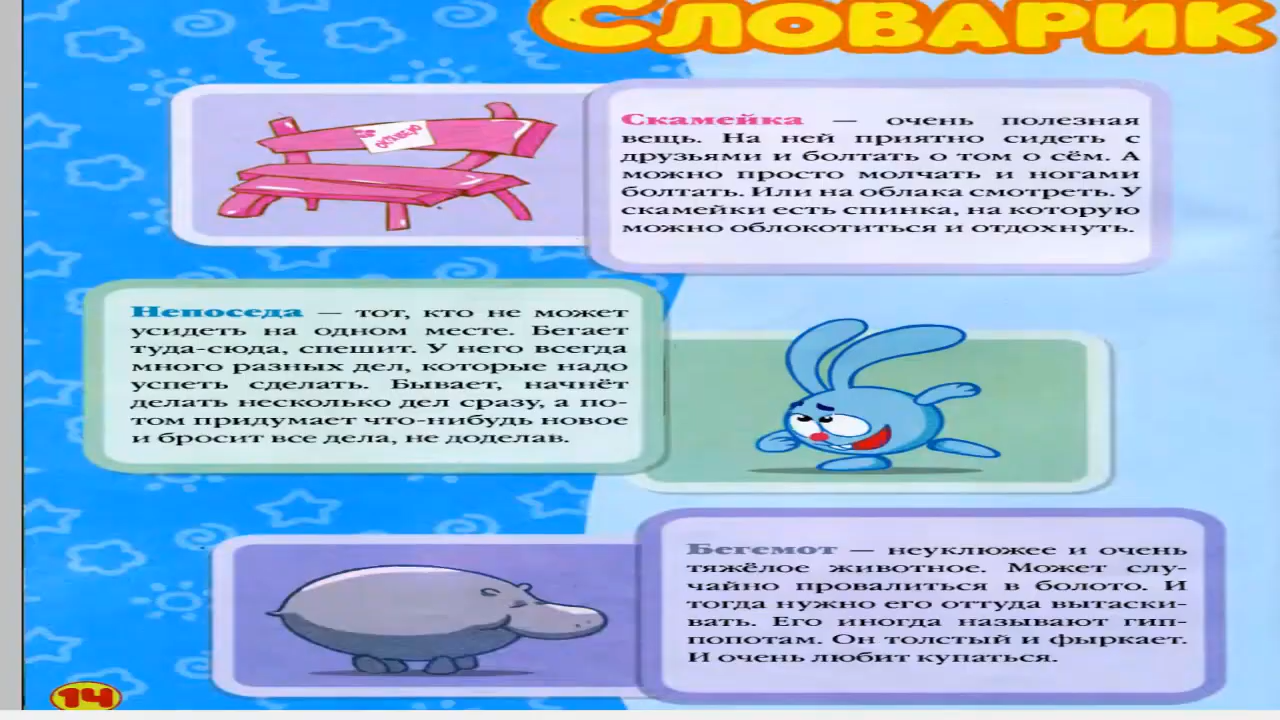 СЛОВАРИК
Скамейка — очень полезная
вещь. На ней приятно сидеть с
друзьями и болтать о том о сём. А
можно просто молчать и ногами
болтать. Или на облака смотреть. У
скамейки есть спинка, на которую
можно облокотиться и отдохнуть.
Непоседа — тот, кто не может
усидеть на одном месте. Бегает
туда-сюда, спешит. У него всегда
много разных дел, которые надо
успеть сделать. Бывает, начнёт
делать несколько дел сразу, а по-
том придумает что-нибудь новое
и бросит все дела, не доделав.
Бегемот — неуклюжее и очень
тяжёлое животное. Может слу-
чайно провалиться в болото. И
тогда нужно его оттуда вытаски-
вать. Его иногда называют гип-
попотам. Он толстый и фыркает.
И очень любит купаться.
14